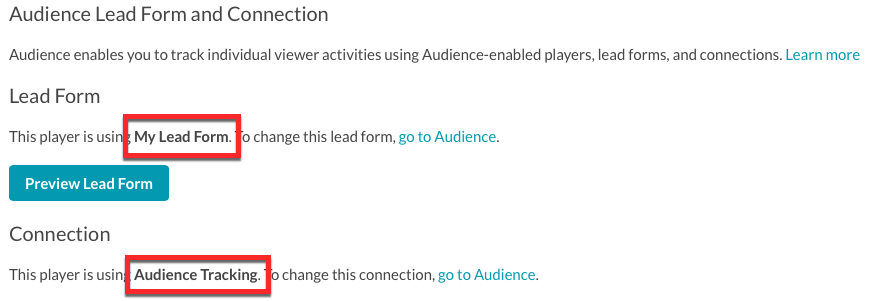 Audience Lead Form and Connection
Audience enables you to track individual viewer activities using Audience-enabled players, lead forms, and connections. Learn more
Lead Form
This player is using My Lead Form. To change this lead form, go to Audience.
Preview Lead Form
Connection
This player is using Audience Tracking. To change this connection, go to Audience.